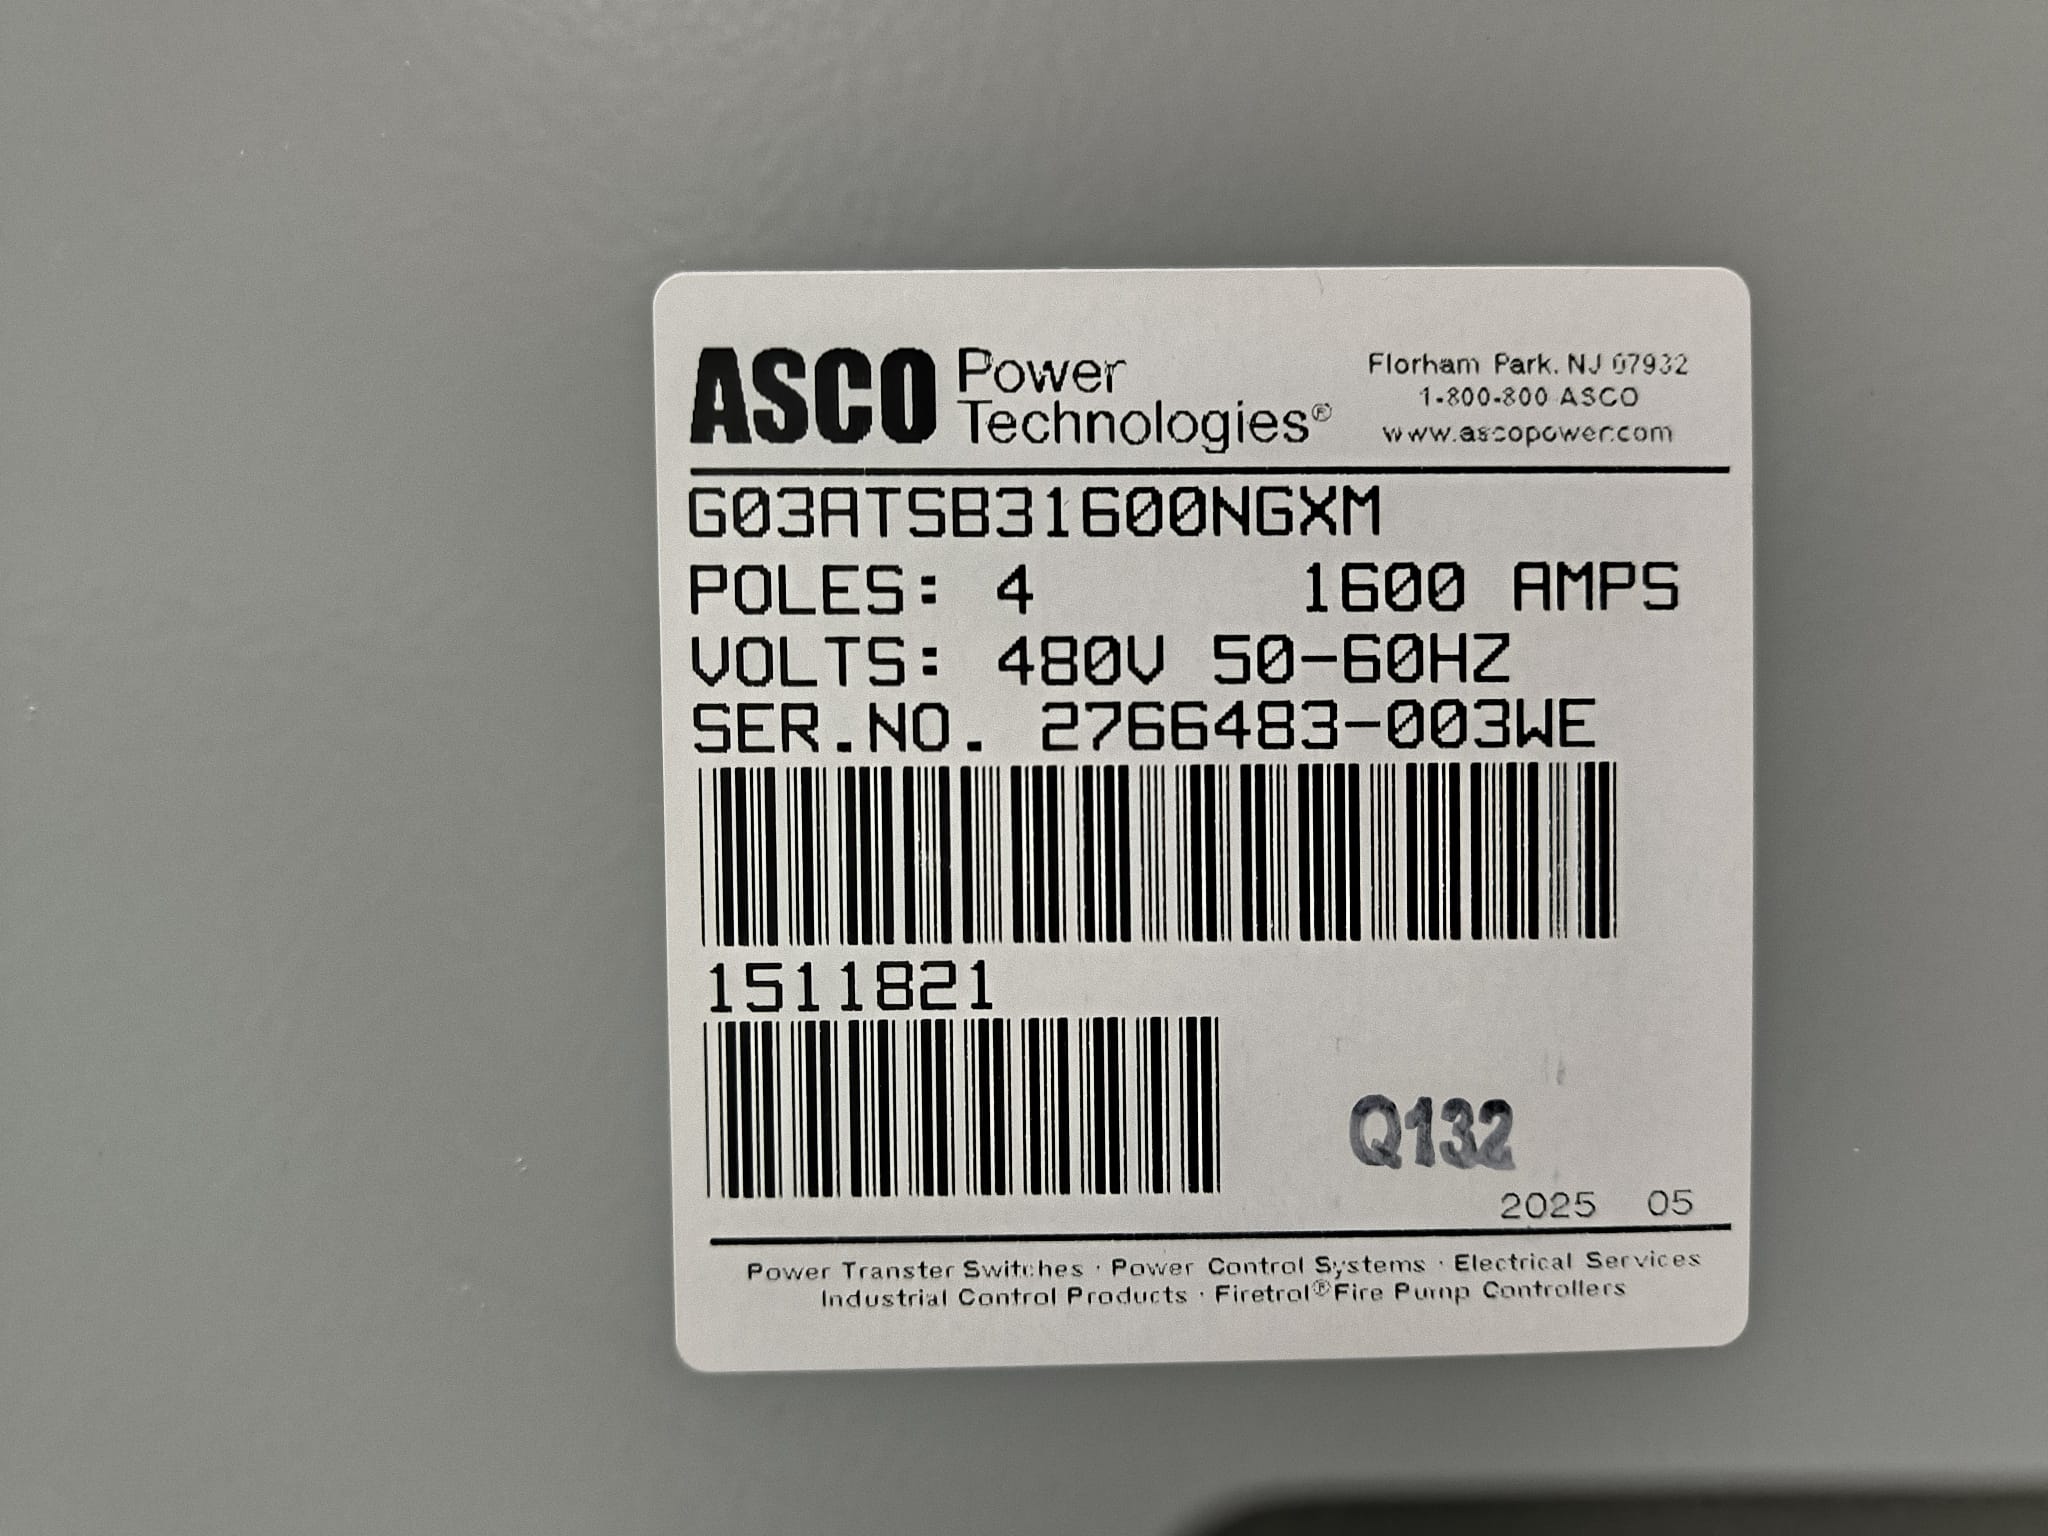 ASCO Power Technologies®
Florham Park, NJ 07932
1-800-800 ASCO
www.ascopower.com
G03ATSB31600NGXM
POLES: 4 1600 AMPS
VOLTS: 480V 50-60HZ
SER.NO. 2766483-003WE
1511821
Q132
2025 05
Power Transfer Switches · Power Control Systems · Electrical Services
Industrial Control Products · Firetrol® Fire Pump Controllers